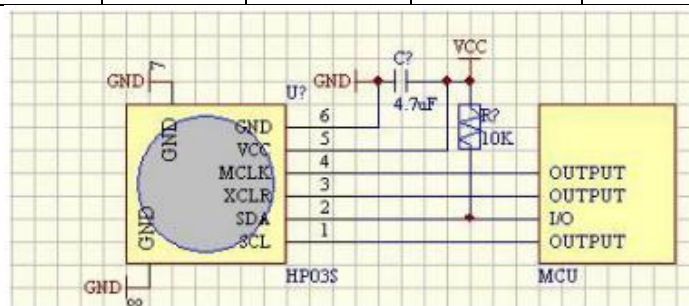 VCC
C?
GND
7
GND
U?
4.7uF
R?
10K
GND
GND
6
VCC
5
MCLK
4
OUTPUT
XCLR
3
OUTPUT
SDA
2
I/O
GND
SCL
1
OUTPUT
HP03S
MCU
GND
8